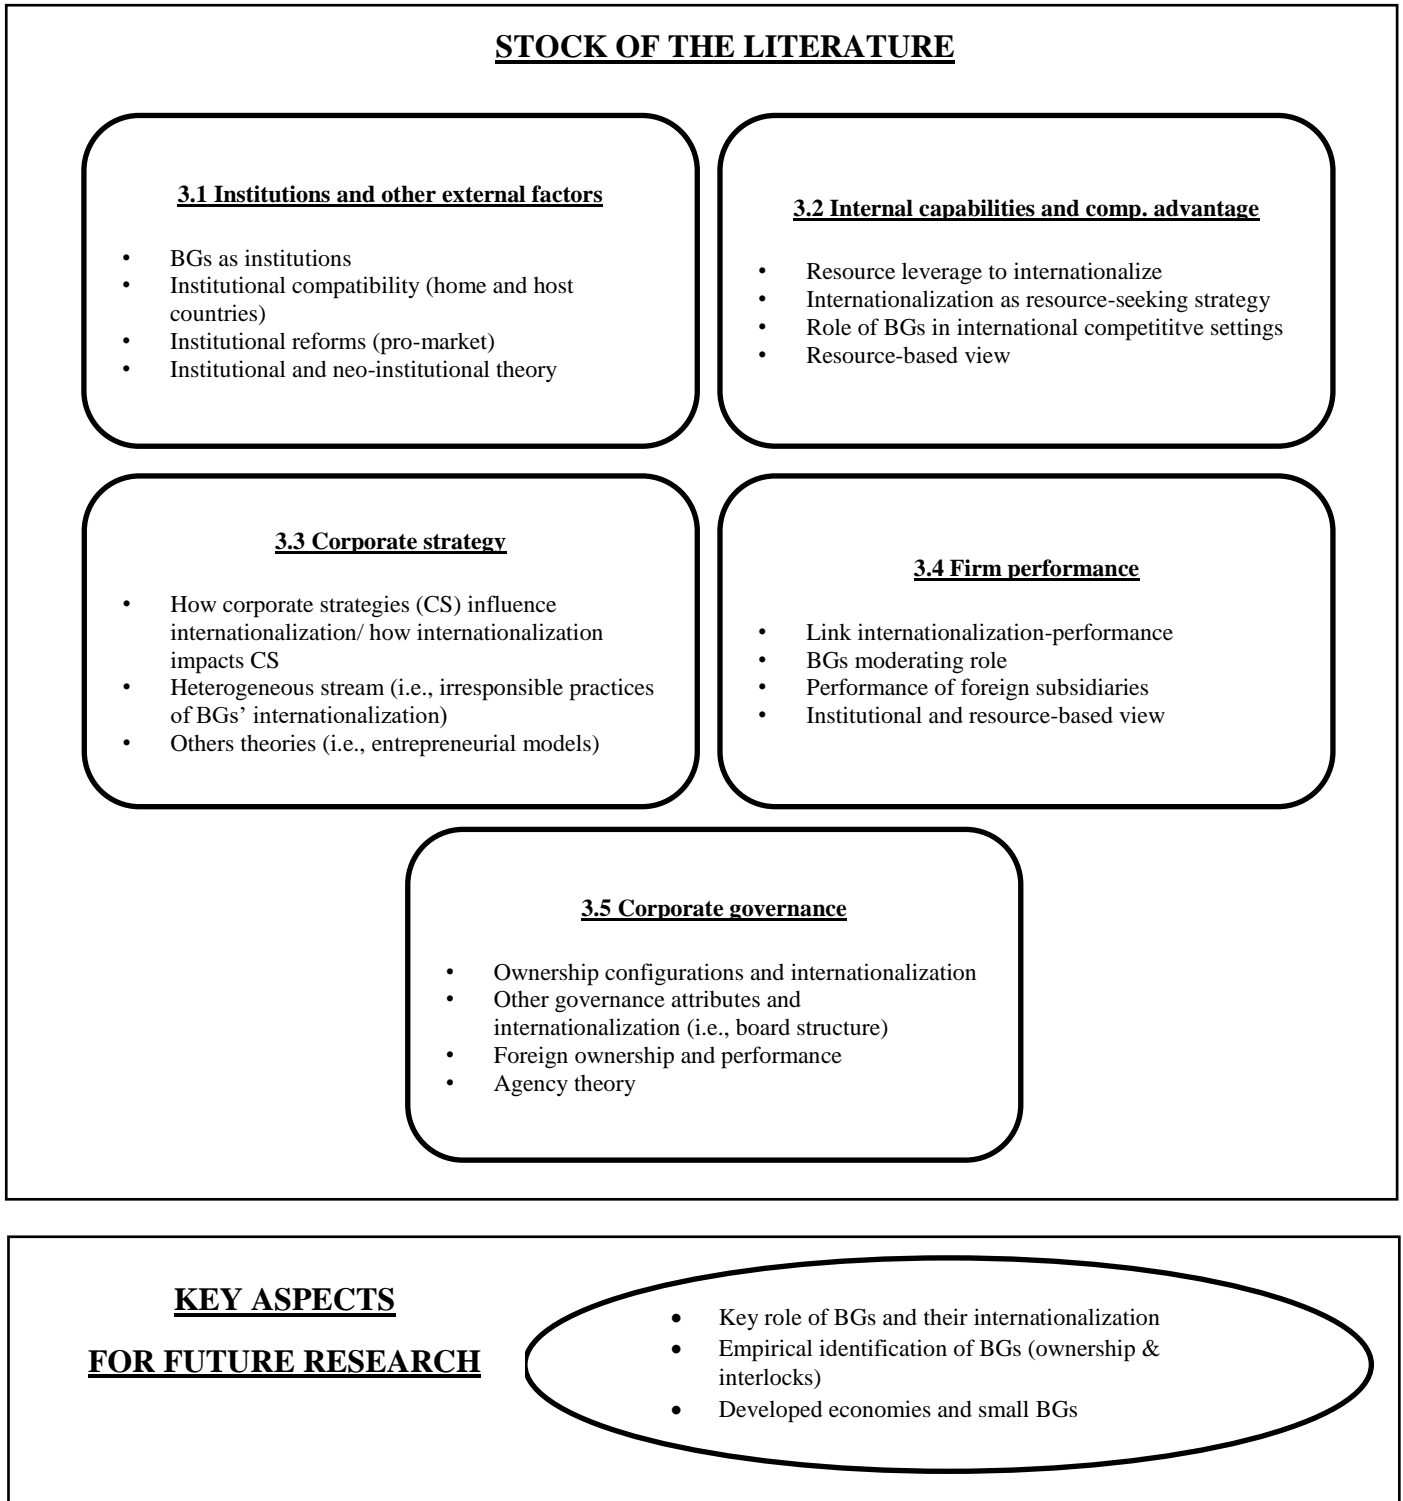 STOCK OF THE LITERATURE
3.1 Institutions and other external factors
• BGs as institutions
• Institutional compatibility (home and host
countries)
• Institutional reforms (pro-market)
• Institutional and neo-institutional theory
3.2 Internal capabilities and comp. advantage
• Resource leverage to internationalize
• Internationalization as resource-seeking strategy
• Role of BGs in international competititve settings
• Resource-based view
3.3 Corporate strategy
• How corporate strategies (CS) influence
internationalization/ how internationalization
impacts CS
• Heterogeneous stream (i.e., irresponsible practices
of BGs’ internationalization)
• Others theories (i.e., entrepreneurial models)
3.4 Firm performance
• Link internationalization-performance
• BGs moderating role
• Performance of foreign subsidiaries
• Institutional and resource-based view
3.5 Corporate governance
• Ownership configurations and internationalization
• Other governance attributes and
internationalization (i.e., board structure)
• Foreign ownership and performance
• Agency theory
KEY ASPECTS
FOR FUTURE RESEARCH
• Key role of BGs and their internationalization
• Empirical identification of BGs (ownership &
interlocks)
• Developed economies and small BGs